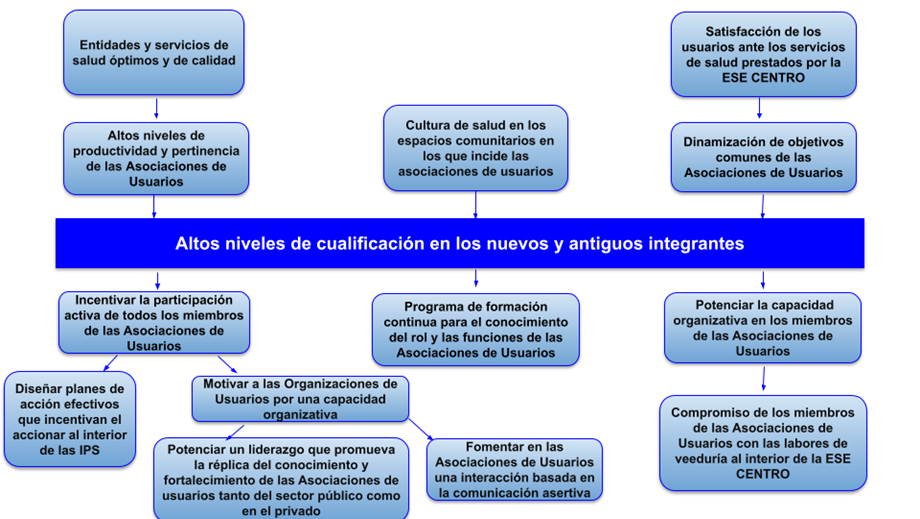 Entidades y servicios de
salud óptimos y de calidad
Satisfacción de los
usuarios ante los servicios
de salud prestados por la
ESE CENTRO
Altos niveles de
productividad y pertinencia
de las Asociaciones de
Usuarios
Cultura de salud en los
espacios comunitarios en
los que incide las
asociaciones de usuarios
Dinamización de objetivos
comunes de las
Asociaciones de Usuarios
Altos niveles de cualificación en los nuevos y antiguos integrantes
Incentivar la participación
activa de todos los miembros
de las Asociaciones de
Usuarios
Programa de formación
continua para el conocimiento
del rol y las funciones de las
Asociaciones de Usuarios
Potenciar la capacidad
organizativa en los miembros
de las Asociaciones de
Usuarios
Diseñar planes de
acción efectivos
que incentivan el
accionar al interior
de las IPS
Motivar a las Organizaciones de
Usuarios por una capacidad
organizativa
Compromiso de los miembros
de las Asociaciones de
Usuarios con las labores de
veeduría al interior de la ESE
CENTRO
Potenciar un liderazgo que promueva
la réplica del conocimiento y
fortalecimiento de las Asociaciones de
usuarios tanto del sector público como
en el privado
Fomentar en las
Asociaciones de Usuarios
una interacción basada en
la comunicación asertiva